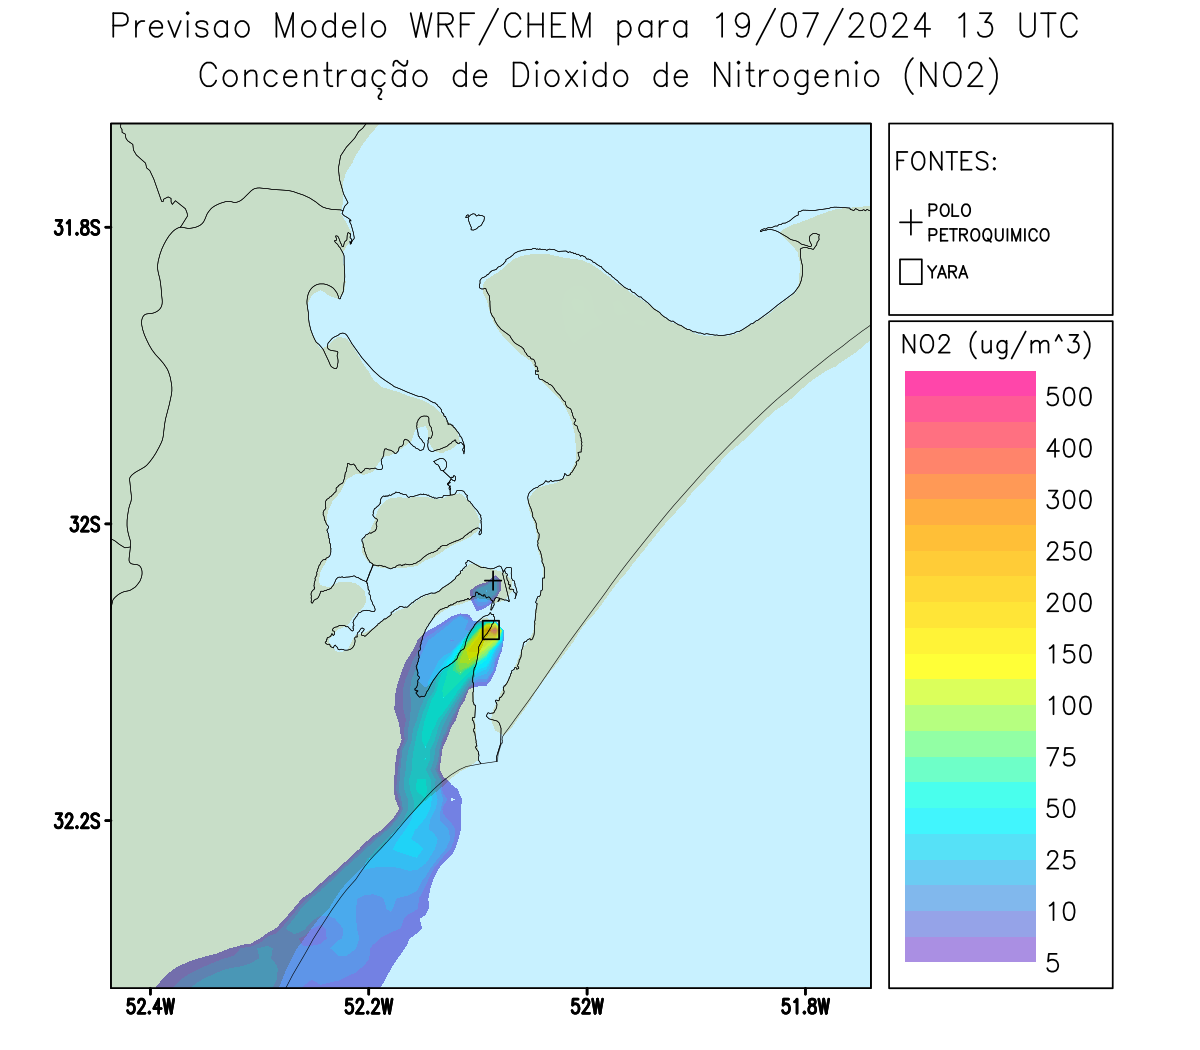 Previsao Modelo WRF/CHEM para 19/07/2024 13 UTC
Concentração de Dioxido de Nitrogenio (NO2)
FONTES:
POLO
PETROQUIMICO
YARA
NO2 (ug/m^3)
500
400
300
250
200
150
100
75
50
25
10
5
31.8S
32S
32.2S
52.4W
52.2W
52W
51.8W